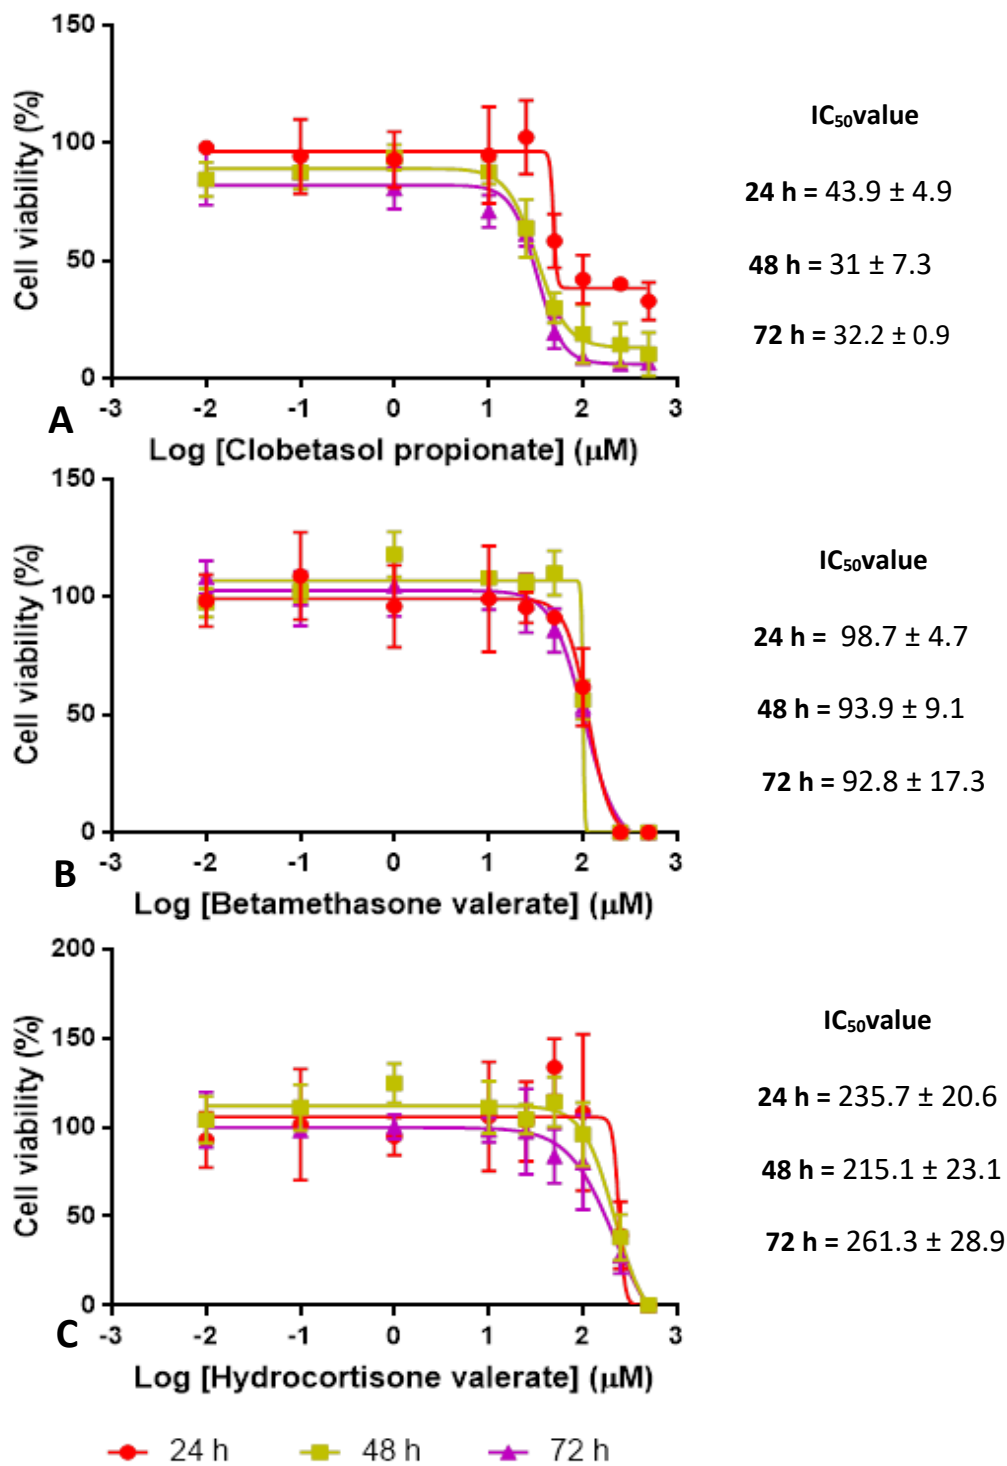 150
100
50
0
Cell viability (%)
-3 -2 -1 0 1 2 3
A
Log [Clobetasol propionate] (μM)
IC₅₀value
24 h = 43.9 ± 4.9
48 h = 31 ± 7.3
72 h = 32.2 ± 0.9
150
100
50
0
Cell viability (%)
-3 -2 -1 0 1 2 3
B
Log [Betamethasone valerate] (μM)
IC₅₀value
24 h = 98.7 ± 4.7
48 h = 93.9 ± 9.1
72 h = 92.8 ± 17.3
200
150
100
50
0
Cell viability (%)
-3 -2 -1 0 1 2 3
C
Log [Hydrocortisone valerate] (μM)
IC₅₀value
24 h = 235.7 ± 20.6
48 h = 215.1 ± 23.1
72 h = 261.3 ± 28.9
24 h 48 h 72 h